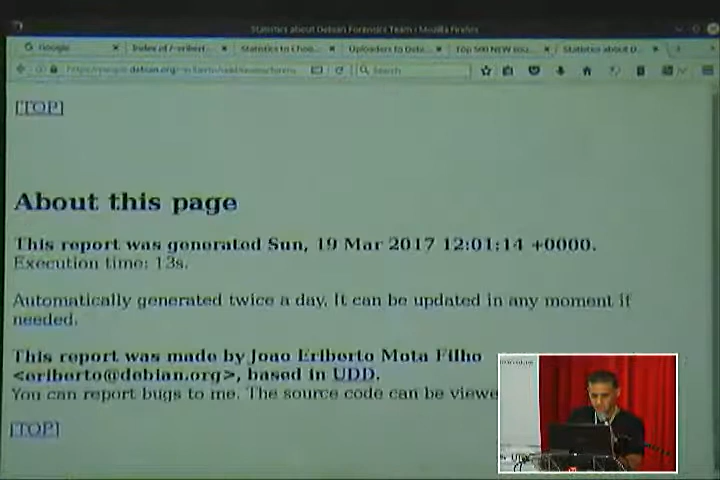 Statistics about Debian Forensics Team - Mozilla Firefox
Google
Index of /~eribert...
Statistics to Choo...
Uploaders to Debi...
Top 500 NEW sou...
Statistics about D...
Search
[TOP]
About this page
This report was generated Sun, 19 Mar 2017 12:01:14 +0000.
Execution time: 13s.
Automatically generated twice a day. It can be updated in any moment if
needed.
This report was made by Joao Eriberto Mota Filho
<eriberto@debian.org>, based in UDD.
You can report bugs to me. The source code can be viewe
[TOP]